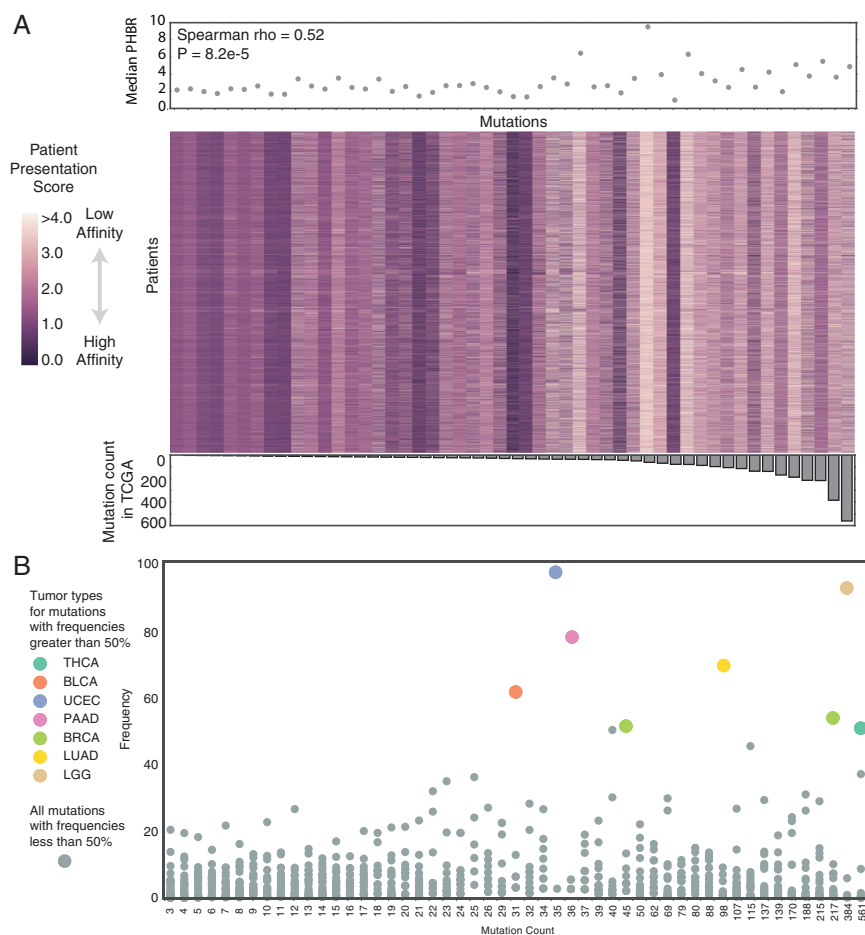 A
Median PHBR
10
8
6
4
2
0
Spearman rho = 0.52
P = 8.2e-5
Mutations
Patient
Presentation
Score
>4.0
3.0
2.0
1.0
0.0
Low
Affinity
High
Affinity
Patients
Mutation count
in TCGA
0
200
400
600
B
Tumor types
for mutations
with frequencies
greater than 50%
THCA
BLCA
UCEC
PAAD
BRCA
LUAD
LGG
All mutations
with frequencies
less than 50%
Frequency
100
80
60
40
20
0
3 4 5 6 7 8 9 10 11 12 13 14 15 16 17 18 19 20 21 22 23 24 25 26 28 29 31 32 34 35 36 37 39 40 45 50 62 69 79 80 88 98 107 115 137 139 170 188 215 217 384 561
Mutation Count